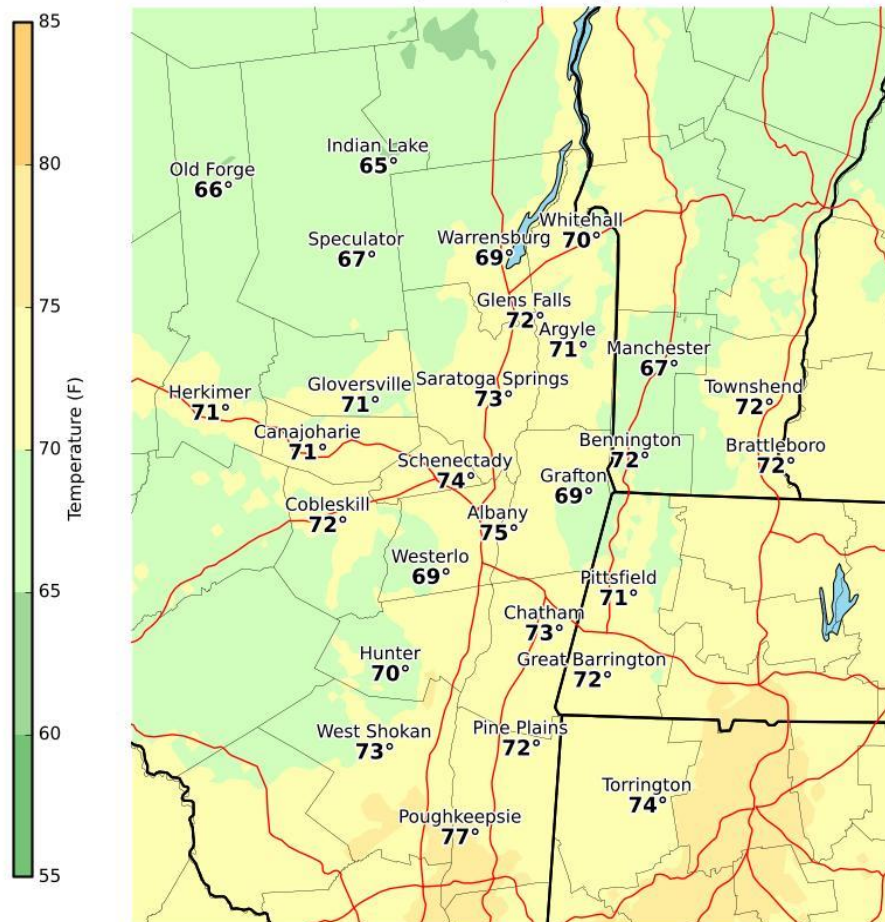 85
80
75
70
65
60
55
Temperature (F)
Indian Lake
65°
Old Forge
66°
Whitehall
70°
Speculator
67°
Warrensburg
69°
Glens Falls
72°
Argyle
71°
Manchester
67°
Saratoga Springs
73°
Gloversville
71°
Herkimer
71°
Townshend
72°
Canajoharie
71°
Bennington
72°
Brattleboro
72°
Schenectady
74°
Grafton
69°
Cobleskill
72°
Albany
75°
Westerlo
69°
Pittsfield
71°
Chatham
73°
Hunter
70°
Great Barrington
72°
West Shokan
73°
Pine Plains
72°
Torrington
74°
Poughkeepsie
77°